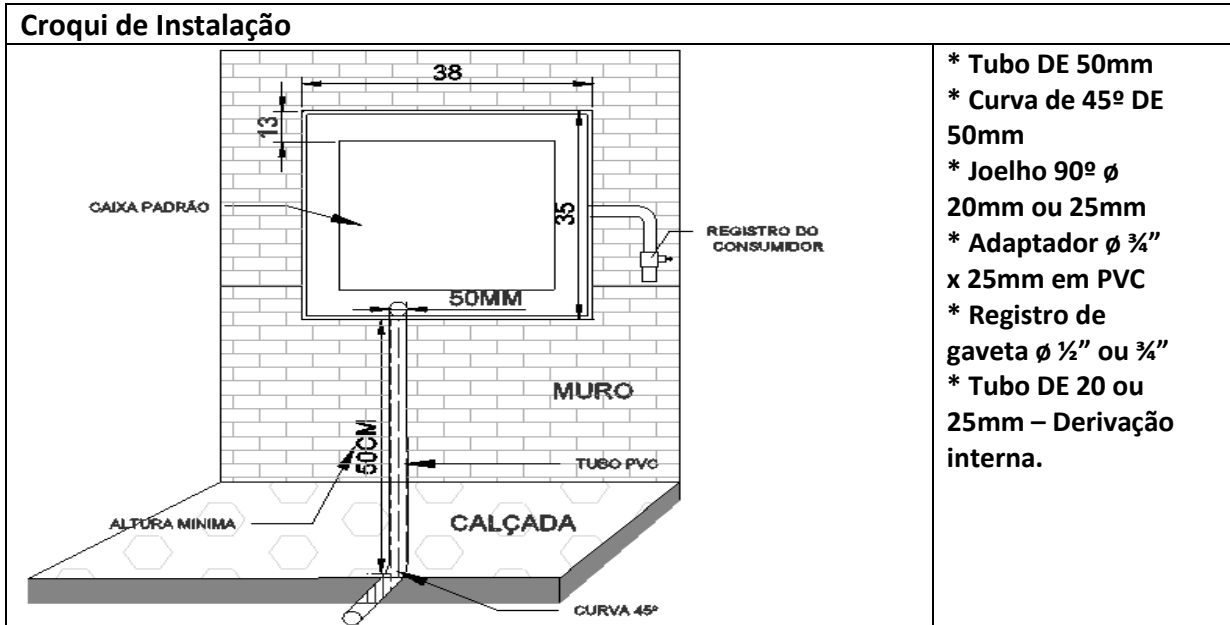 Croqui de Instalação
38
13
CAIXA PADRÃO
35
REGISTRO DO
CONSUMIDOR
50MM
MURO
50CM
TUBO PVC
ALTURA MINIMA
CALÇADA
CURVA 45º
* Tubo DE 50mm
* Curva de 45º DE
50mm
* Joelho 90º ø
20mm ou 25mm
* Adaptador ø ¾”
x 25mm em PVC
* Registro de
gaveta ø ½” ou ¾”
* Tubo DE 20 ou
25mm – Derivação
interna.